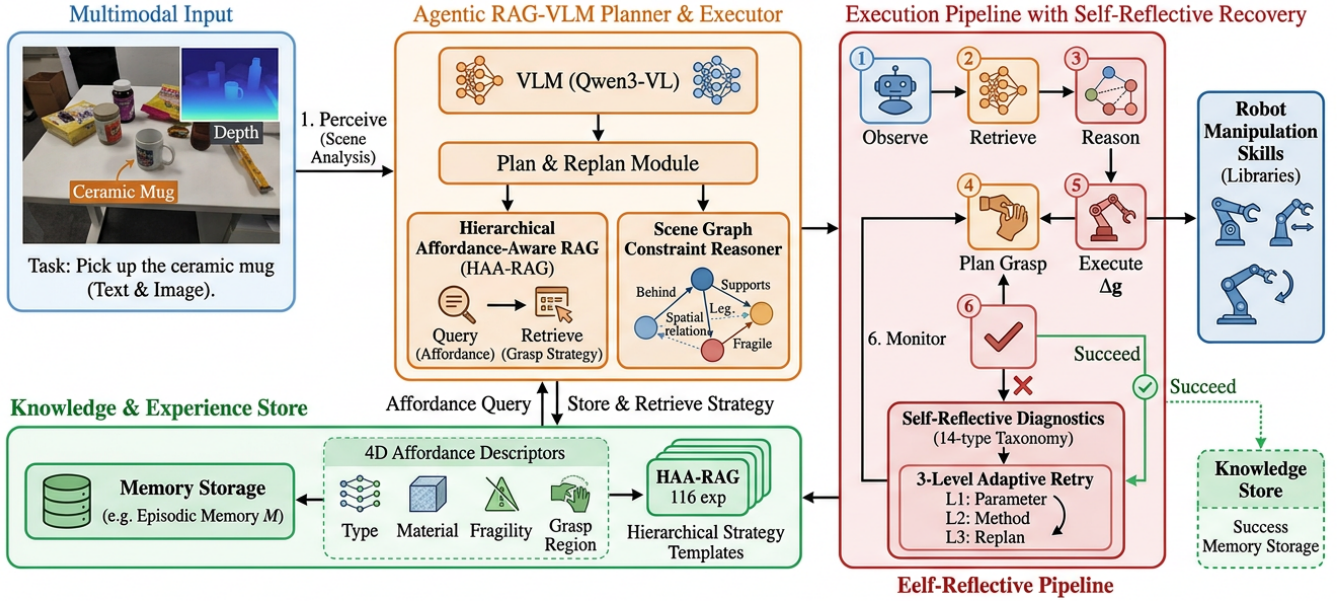 Multimodal Input
Depth
Ceramic Mug
Task: Pick up the ceramic mug
(Text & Image).
1. Perceive
(Scene
Analysis)
Agentic RAG-VLM Planner & Executor
VLM (Qwen3-VL)
Plan & Replan Module
Hierarchical
Affordance-Aware RAG
(HAA-RAG)
Query
(Affordance)
Retrieve
(Grasp Strategy)
Scene Graph
Constraint Reasoner
Behind
Supports
Spatial
relation
Leg.
Fragile
Affordance Query
Store & Retrieve Strategy
Knowledge & Experience Store
Memory Storage
(e.g. Episodic Memory M)
4D Affordance Descriptors
Type
Material
Fragility
Grasp
Region
HAA-RAG
116 exp
Hierarchical Strategy
Templates
Execution Pipeline with Self-Reflective Recovery
1
Observe
2
Retrieve
3
Reason
4
Plan Grasp
5
Execute
Δg
6
6. Monitor
Succeed
Succeed
Self-Reflective Diagnostics
(14-type Taxonomy)
3-Level Adaptive Retry
L1: Parameter
L2: Method
L3: Replan
Eelf-Reflective Pipeline
Robot
Manipulation
Skills
(Libraries)
Knowledge
Store
Success
Memory Storage